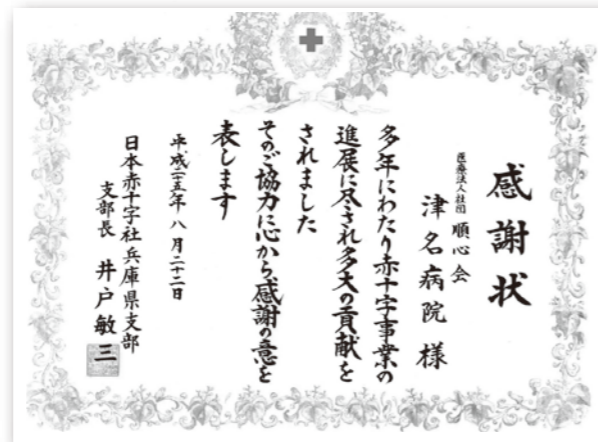 感謝状
医療法人社団 順心会
津名病院 様
多年にわたり赤十字事業の
進展に尽され多大の貢献を
されました
そのご協力に心から感謝の意を
表します
平成二十五年八月二十二日
日本赤十字社兵庫県支部
支部長 井戸敏三